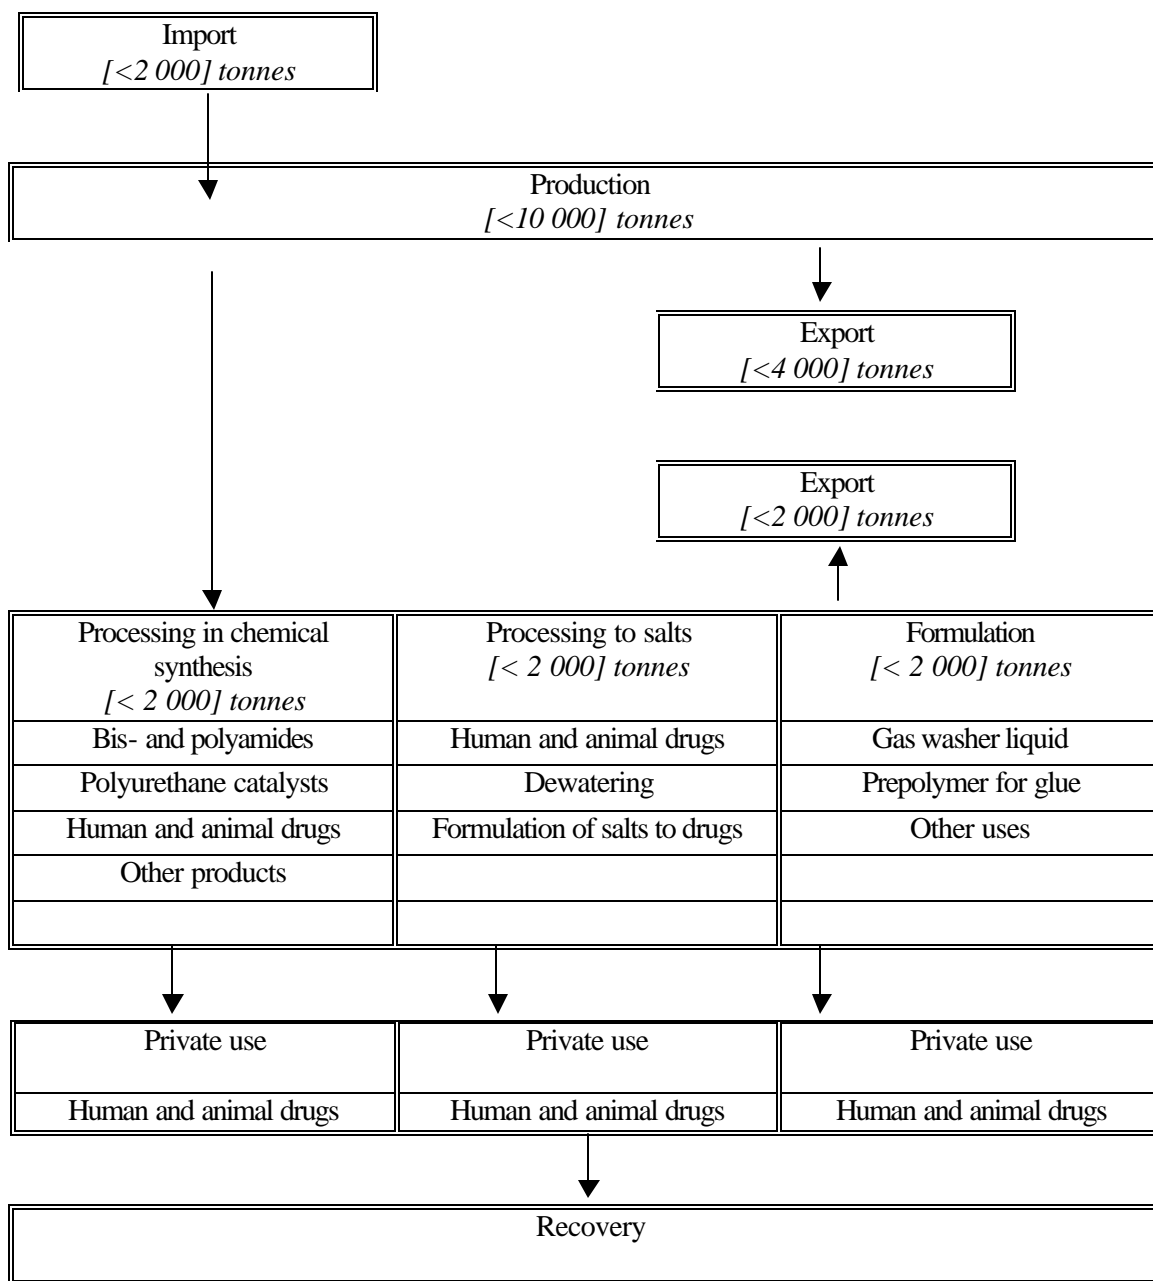 Import
[<2 000] tonnes
Production
[<10 000] tonnes
Export
[<4 000] tonnes
Export
[<2 000] tonnes
Processing in chemical
synthesis
[< 2 000] tonnes
Processing to salts
[< 2 000] tonnes
Formulation
[< 2 000] tonnes
Bis- and polyamides
Human and animal drugs
Gas washer liquid
Polyurethane catalysts
Dewatering
Prepolymer for glue
Human and animal drugs
Formulation of salts to drugs
Other uses
Other products
Private use
Private use
Private use
Human and animal drugs
Human and animal drugs
Human and animal drugs
Recovery